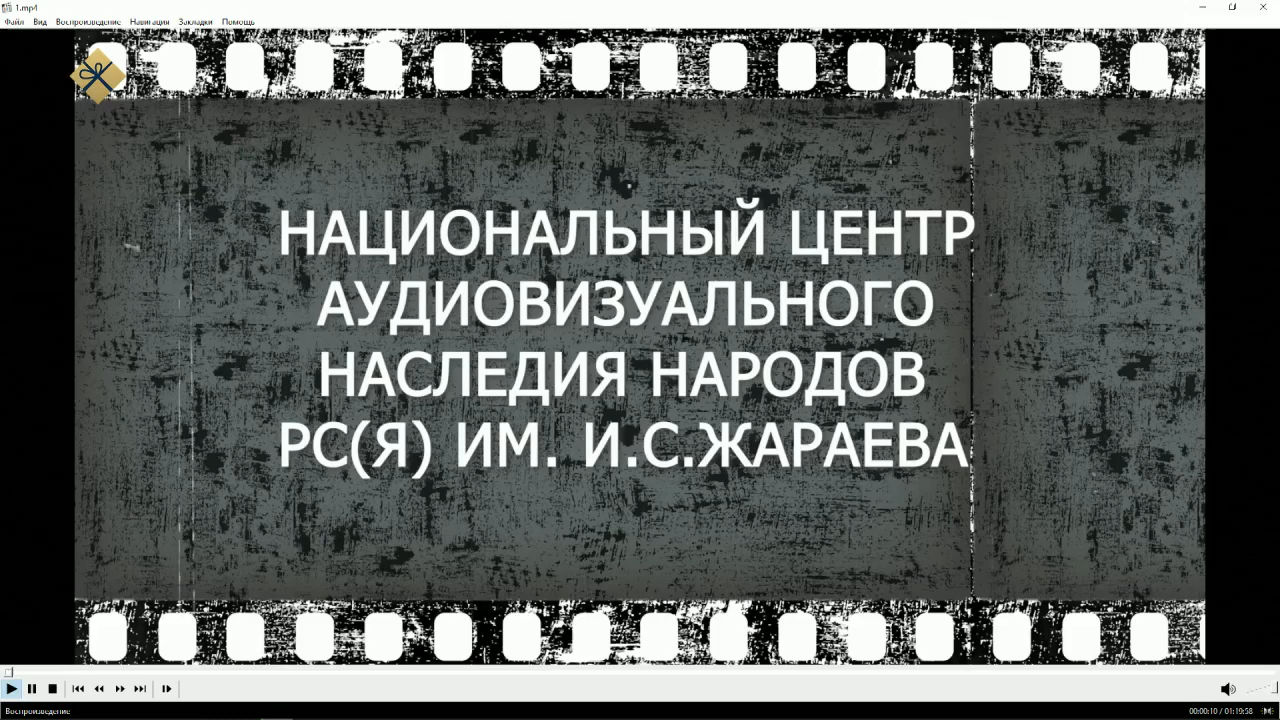 1.mp4
Файл Вид Воспроизведение Навигация Закладки Помощь
НАЦИОНАЛЬНЫЙ ЦЕНТР
АУДИОВИЗУАЛЬНОГО
НАСЛЕДИЯ НАРОДОВ
РС(Я) ИМ. И.С.ЖАРАЕВА
Воспроизведение
00:00:10 / 01:19:58